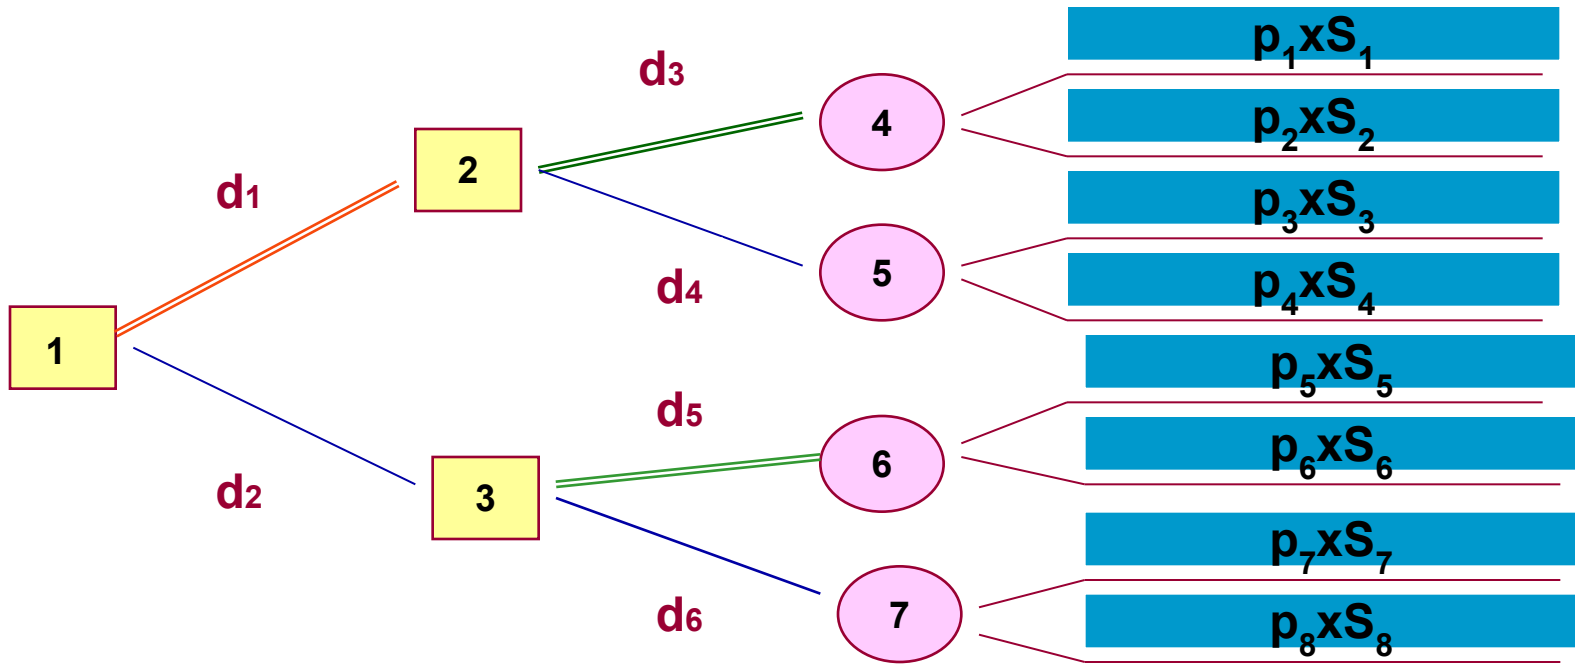 p₁xS₁
d3
4
p₂xS₂
2
d1
p₃xS₃
5
d4
p₄xS₄
1
p₅xS₅
d5
6
p₆xS₆
d2
3
p₇xS₇
d6
7
p₈xS₈